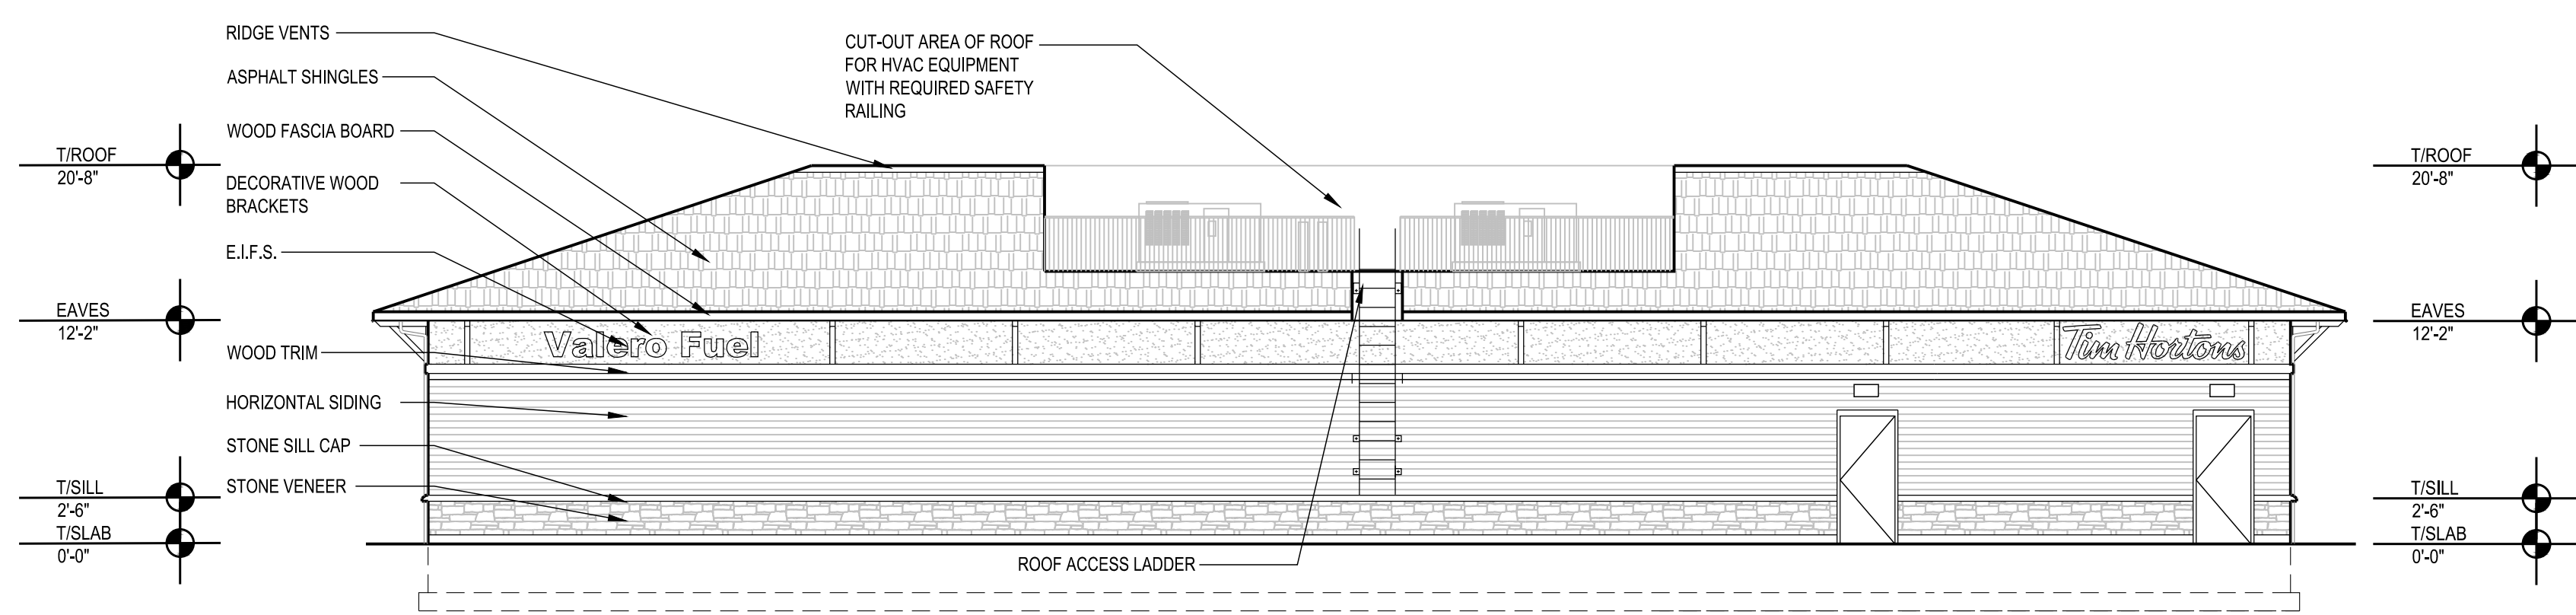 RIDGE VENTS
ASPHALT SHINGLES
WOOD FASCIA BOARD
DECORATIVE WOOD
BRACKETS
E.I.F.S.
WOOD TRIM
HORIZONTAL SIDING
STONE SILL CAP
STONE VENEER
CUT-OUT AREA OF ROOF
FOR HVAC EQUIPMENT
WITH REQUIRED SAFETY
RAILING
T/ROOF
20'-8"
EAVES
12'-2"
T/SILL
2'-6"
T/SLAB
0'-0"
Valero Fuel
Tim Hortons
ROOF ACCESS LADDER
T/ROOF
20'-8"
EAVES
12'-2"
T/SILL
2'-6"
T/SLAB
0'-0"